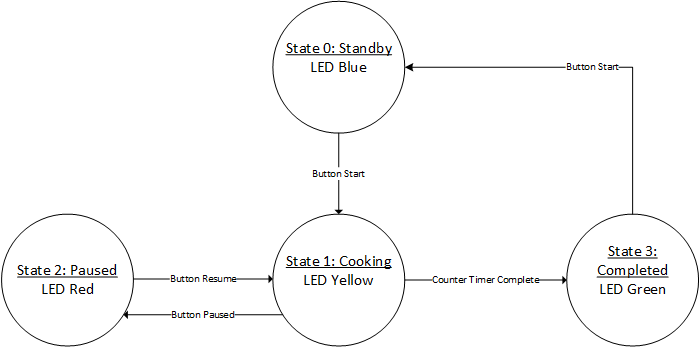 State 0: Standby
LED Blue
Button Start
Button Start
State 2: Paused
LED Red
Button Resume
Button Paused
State 1: Cooking
LED Yellow
Counter Timer Complete
State 3:
Completed
LED Green